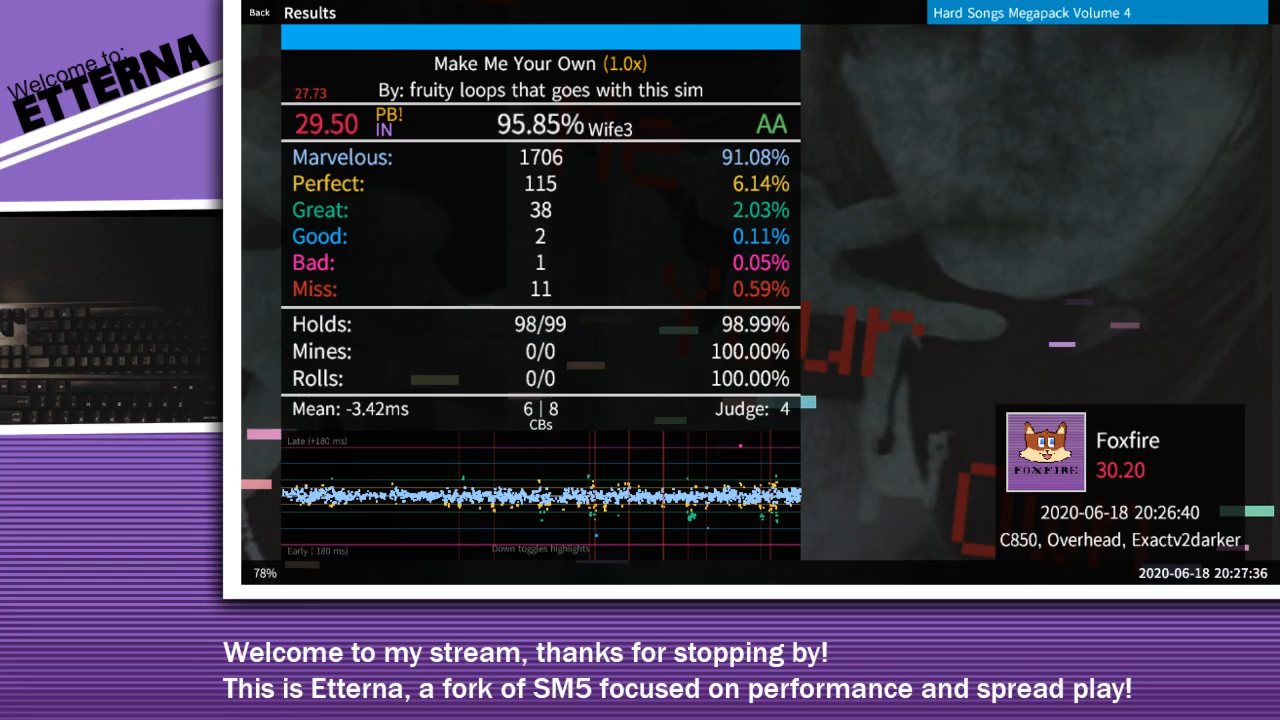 Welcome to:
ETTERNA
Back Results
Hard Songs Megapack Volume 4
Make Me Your Own (1.0x)
27.73 By: fruity loops that goes with this sim
29.50 PB! IN 95.85% Wife3 AA
Marvelous: 1706 91.08%
Perfect: 115 6.14%
Great: 38 2.03%
Good: 2 0.11%
Bad: 1 0.05%
Miss: 11 0.59%
Holds: 98/99 98.99%
Mines: 0/0 100.00%
Rolls: 0/0 100.00%
Mean: -3.42ms 6 | 8 Judge: 4
CBs
Late (+180 ms)
Early (-180 ms)
Down toggles highlights
Your
FOXFIRE
Foxfire
30.20
2020-06-18 20:26:40
C850, Overhead, Exactv2darker
78%
2020-06-18 20:27:36
Welcome to my stream, thanks for stopping by!
This is Etterna, a fork of SM5 focused on performance and spread play!